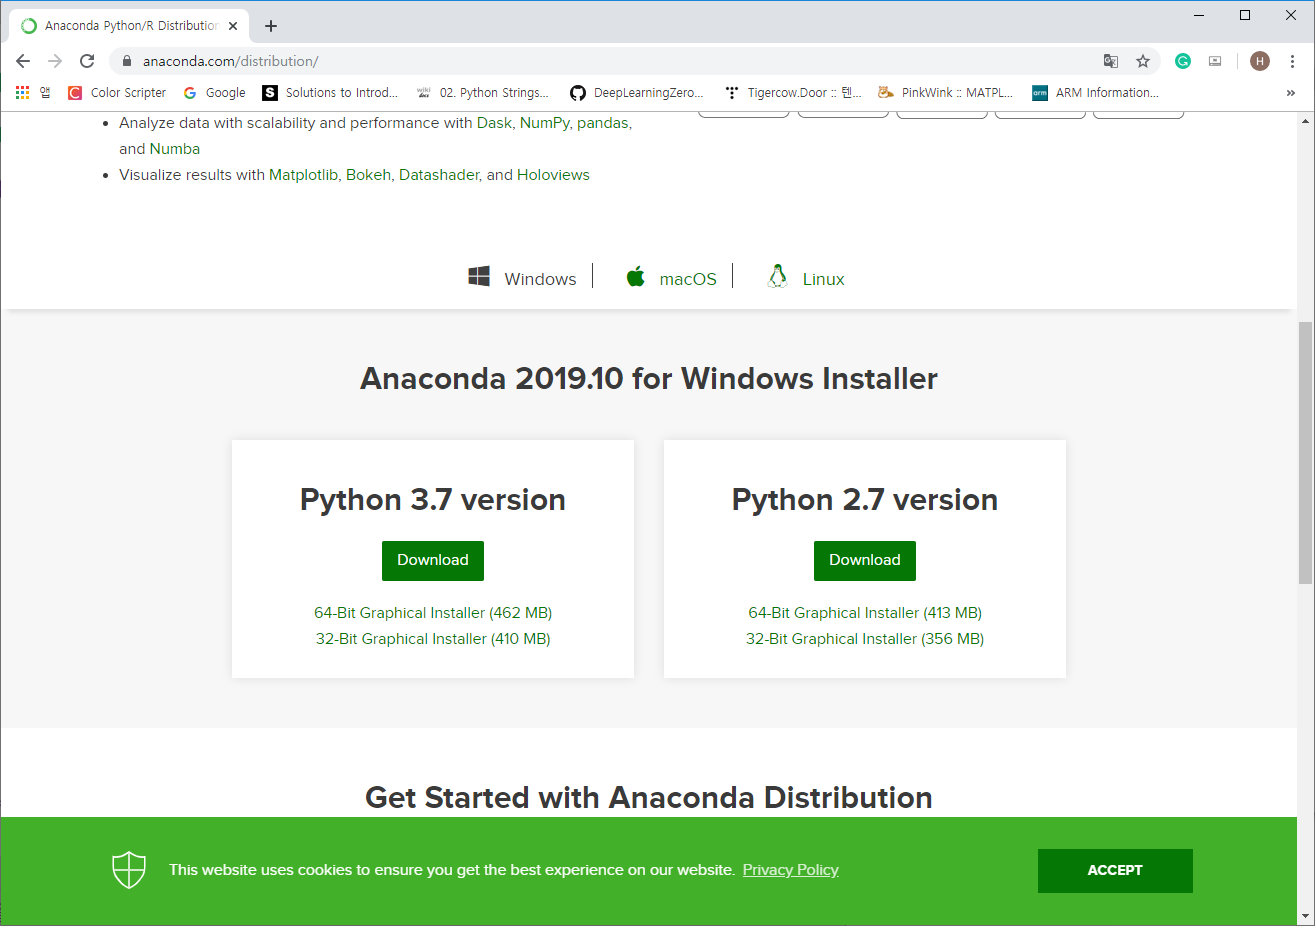 Anaconda Python/R Distribution
anaconda.com/distribution/
H
앱
Color Scripter
Google
Solutions to Introd...
02. Python Strings...
DeepLearningZero...
Tigercow.Door :: 텐...
PinkWink :: MATPL...
arm
ARM Information...
Analyze data with scalability and performance with Dask, NumPy, pandas,
and Numba
Visualize results with Matplotlib, Bokeh, Datashader, and Holoviews
Windows
macOS
Linux
Anaconda 2019.10 for Windows Installer
Python 3.7 version
Download
64-Bit Graphical Installer (462 MB)
32-Bit Graphical Installer (410 MB)
Python 2.7 version
Download
64-Bit Graphical Installer (413 MB)
32-Bit Graphical Installer (356 MB)
Get Started with Anaconda Distribution
This website uses cookies to ensure you get the best experience on our website. Privacy Policy
ACCEPT